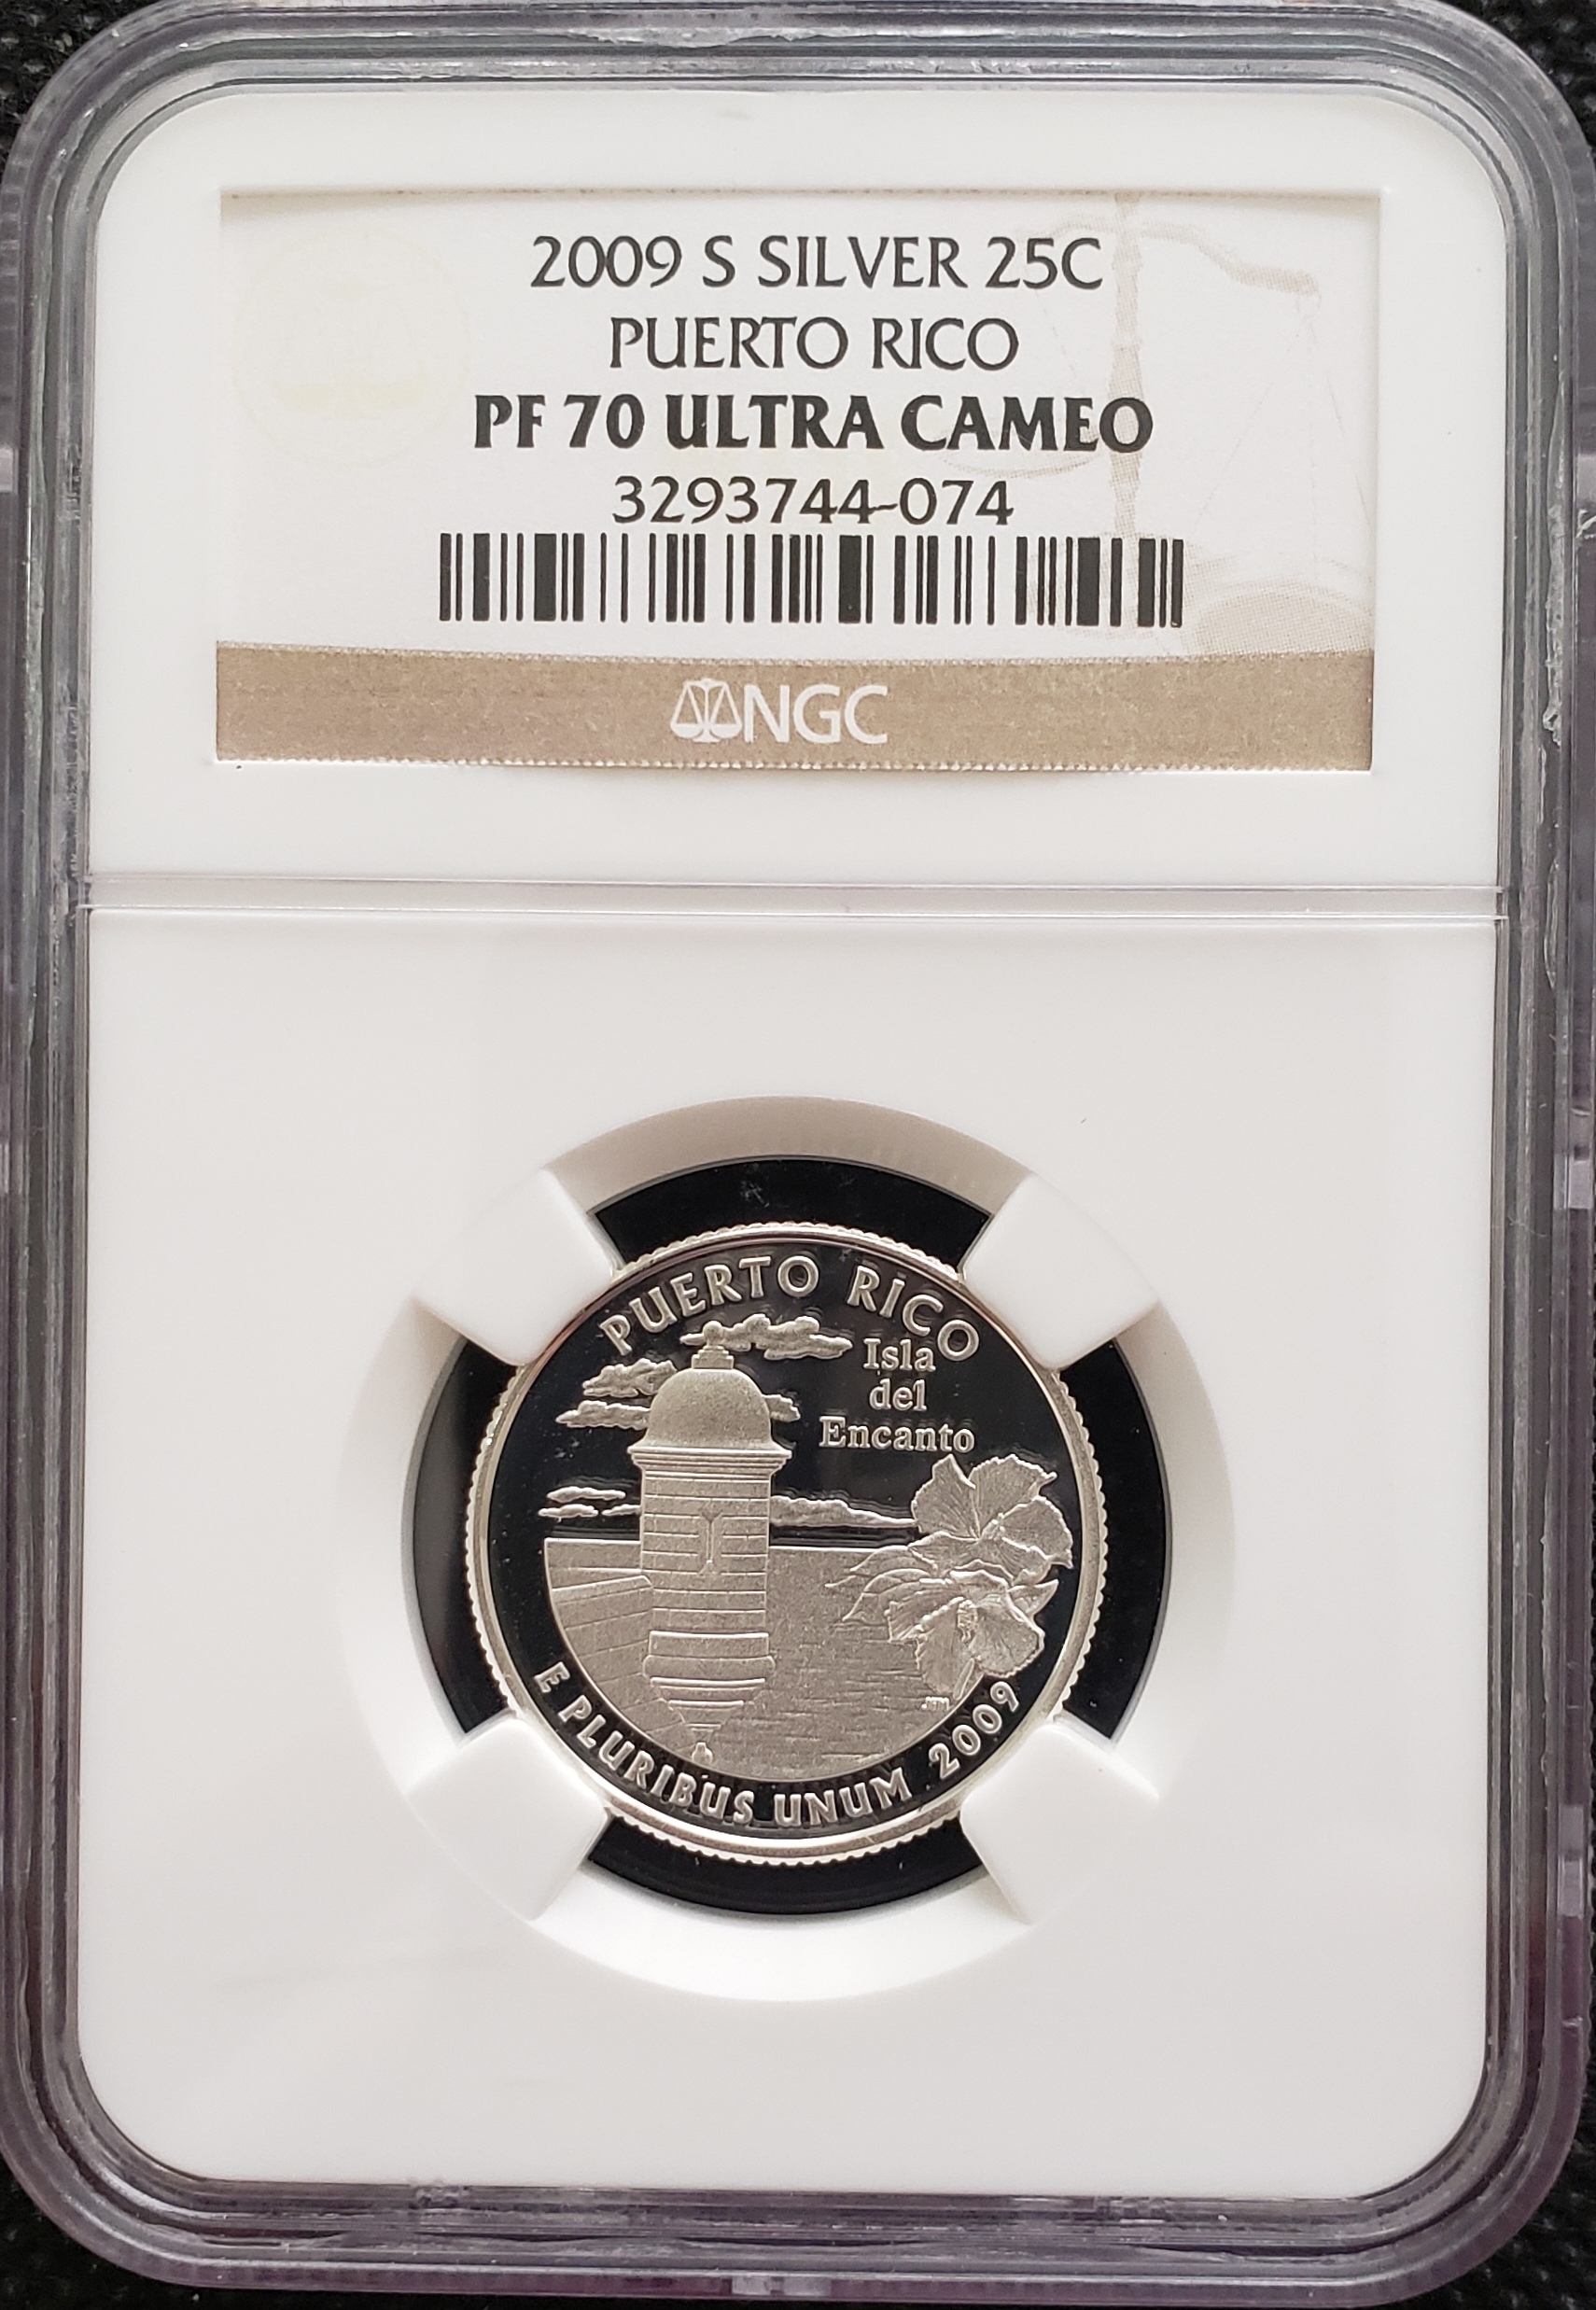 2009 S SILVER 25C
PUERTO RICO
PF 70 ULTRA CAMEO
3293744-074
NGC
PUERTO RICO
Isla
del
Encanto
E PLURIBUS UNUM 2009